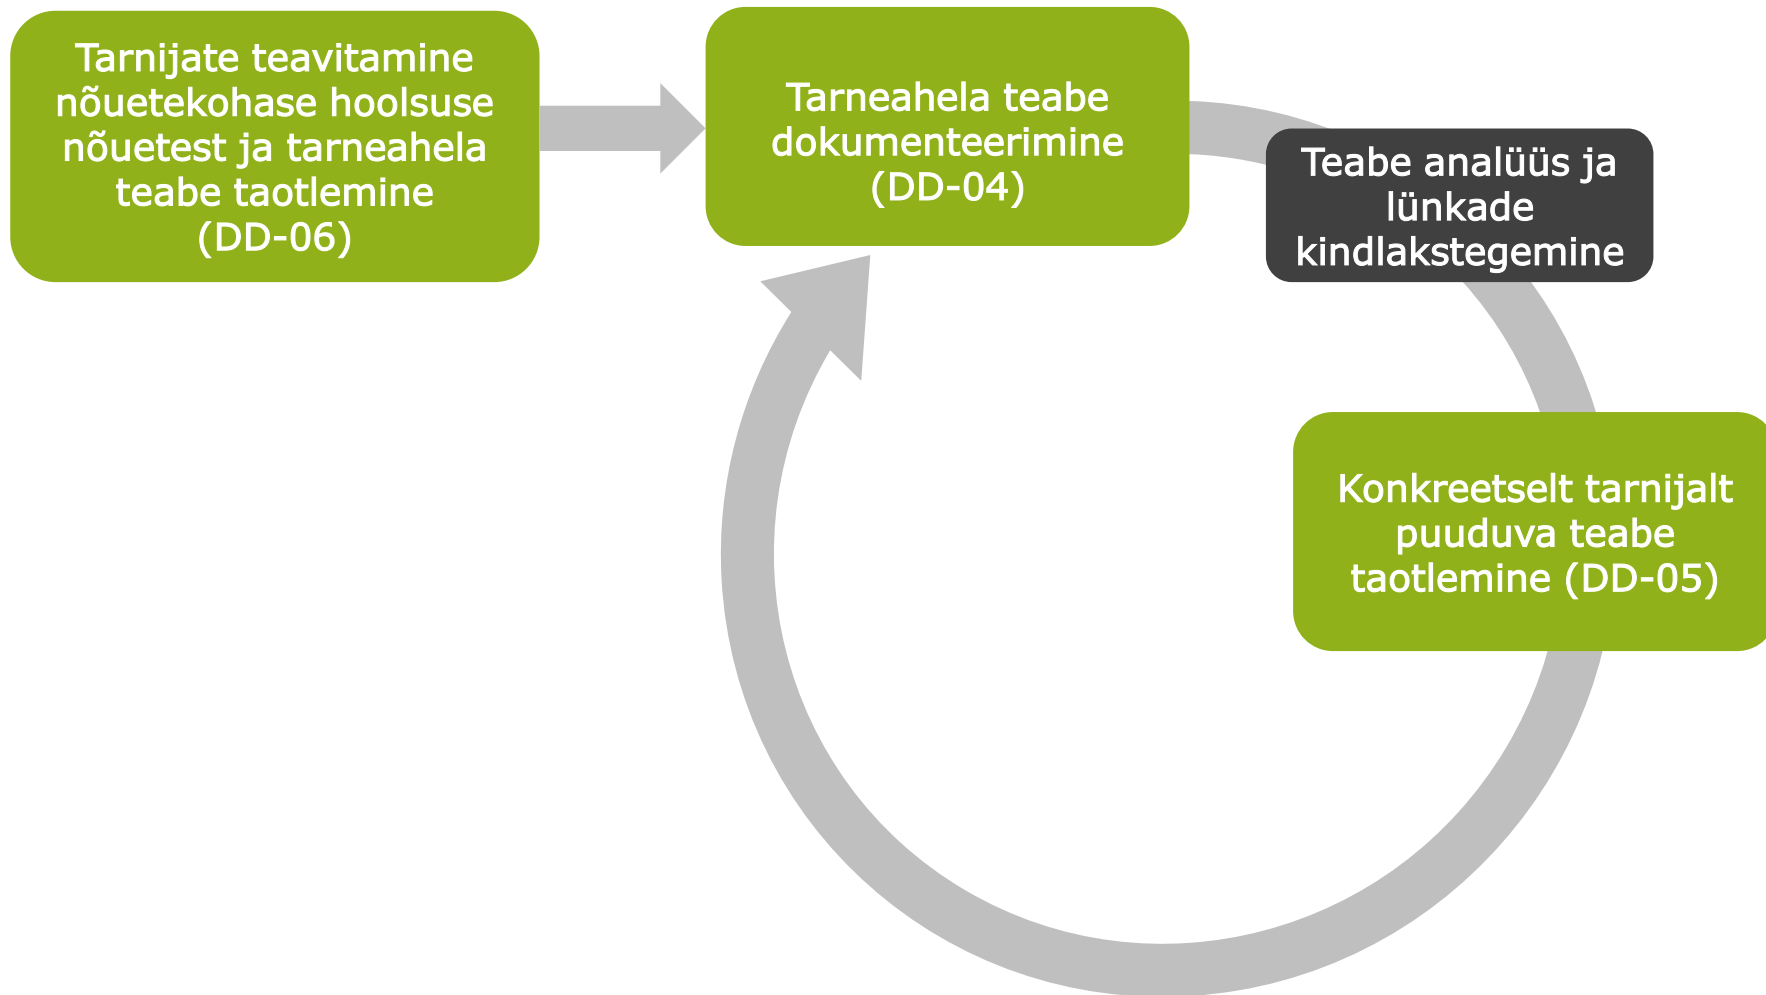 Tarnijate teavitamine
nõuetekohase hoolsuse
nõuetest ja tarneahela
teabe taotlemine
(DD-06)
Tarneahela teabe
dokumenteerimine
(DD-04)
Teabe analüüs ja
lünkade
kindlakstegemine
Konkreetselt tarnijalt
puuduva teabe
taotlemine (DD-05)